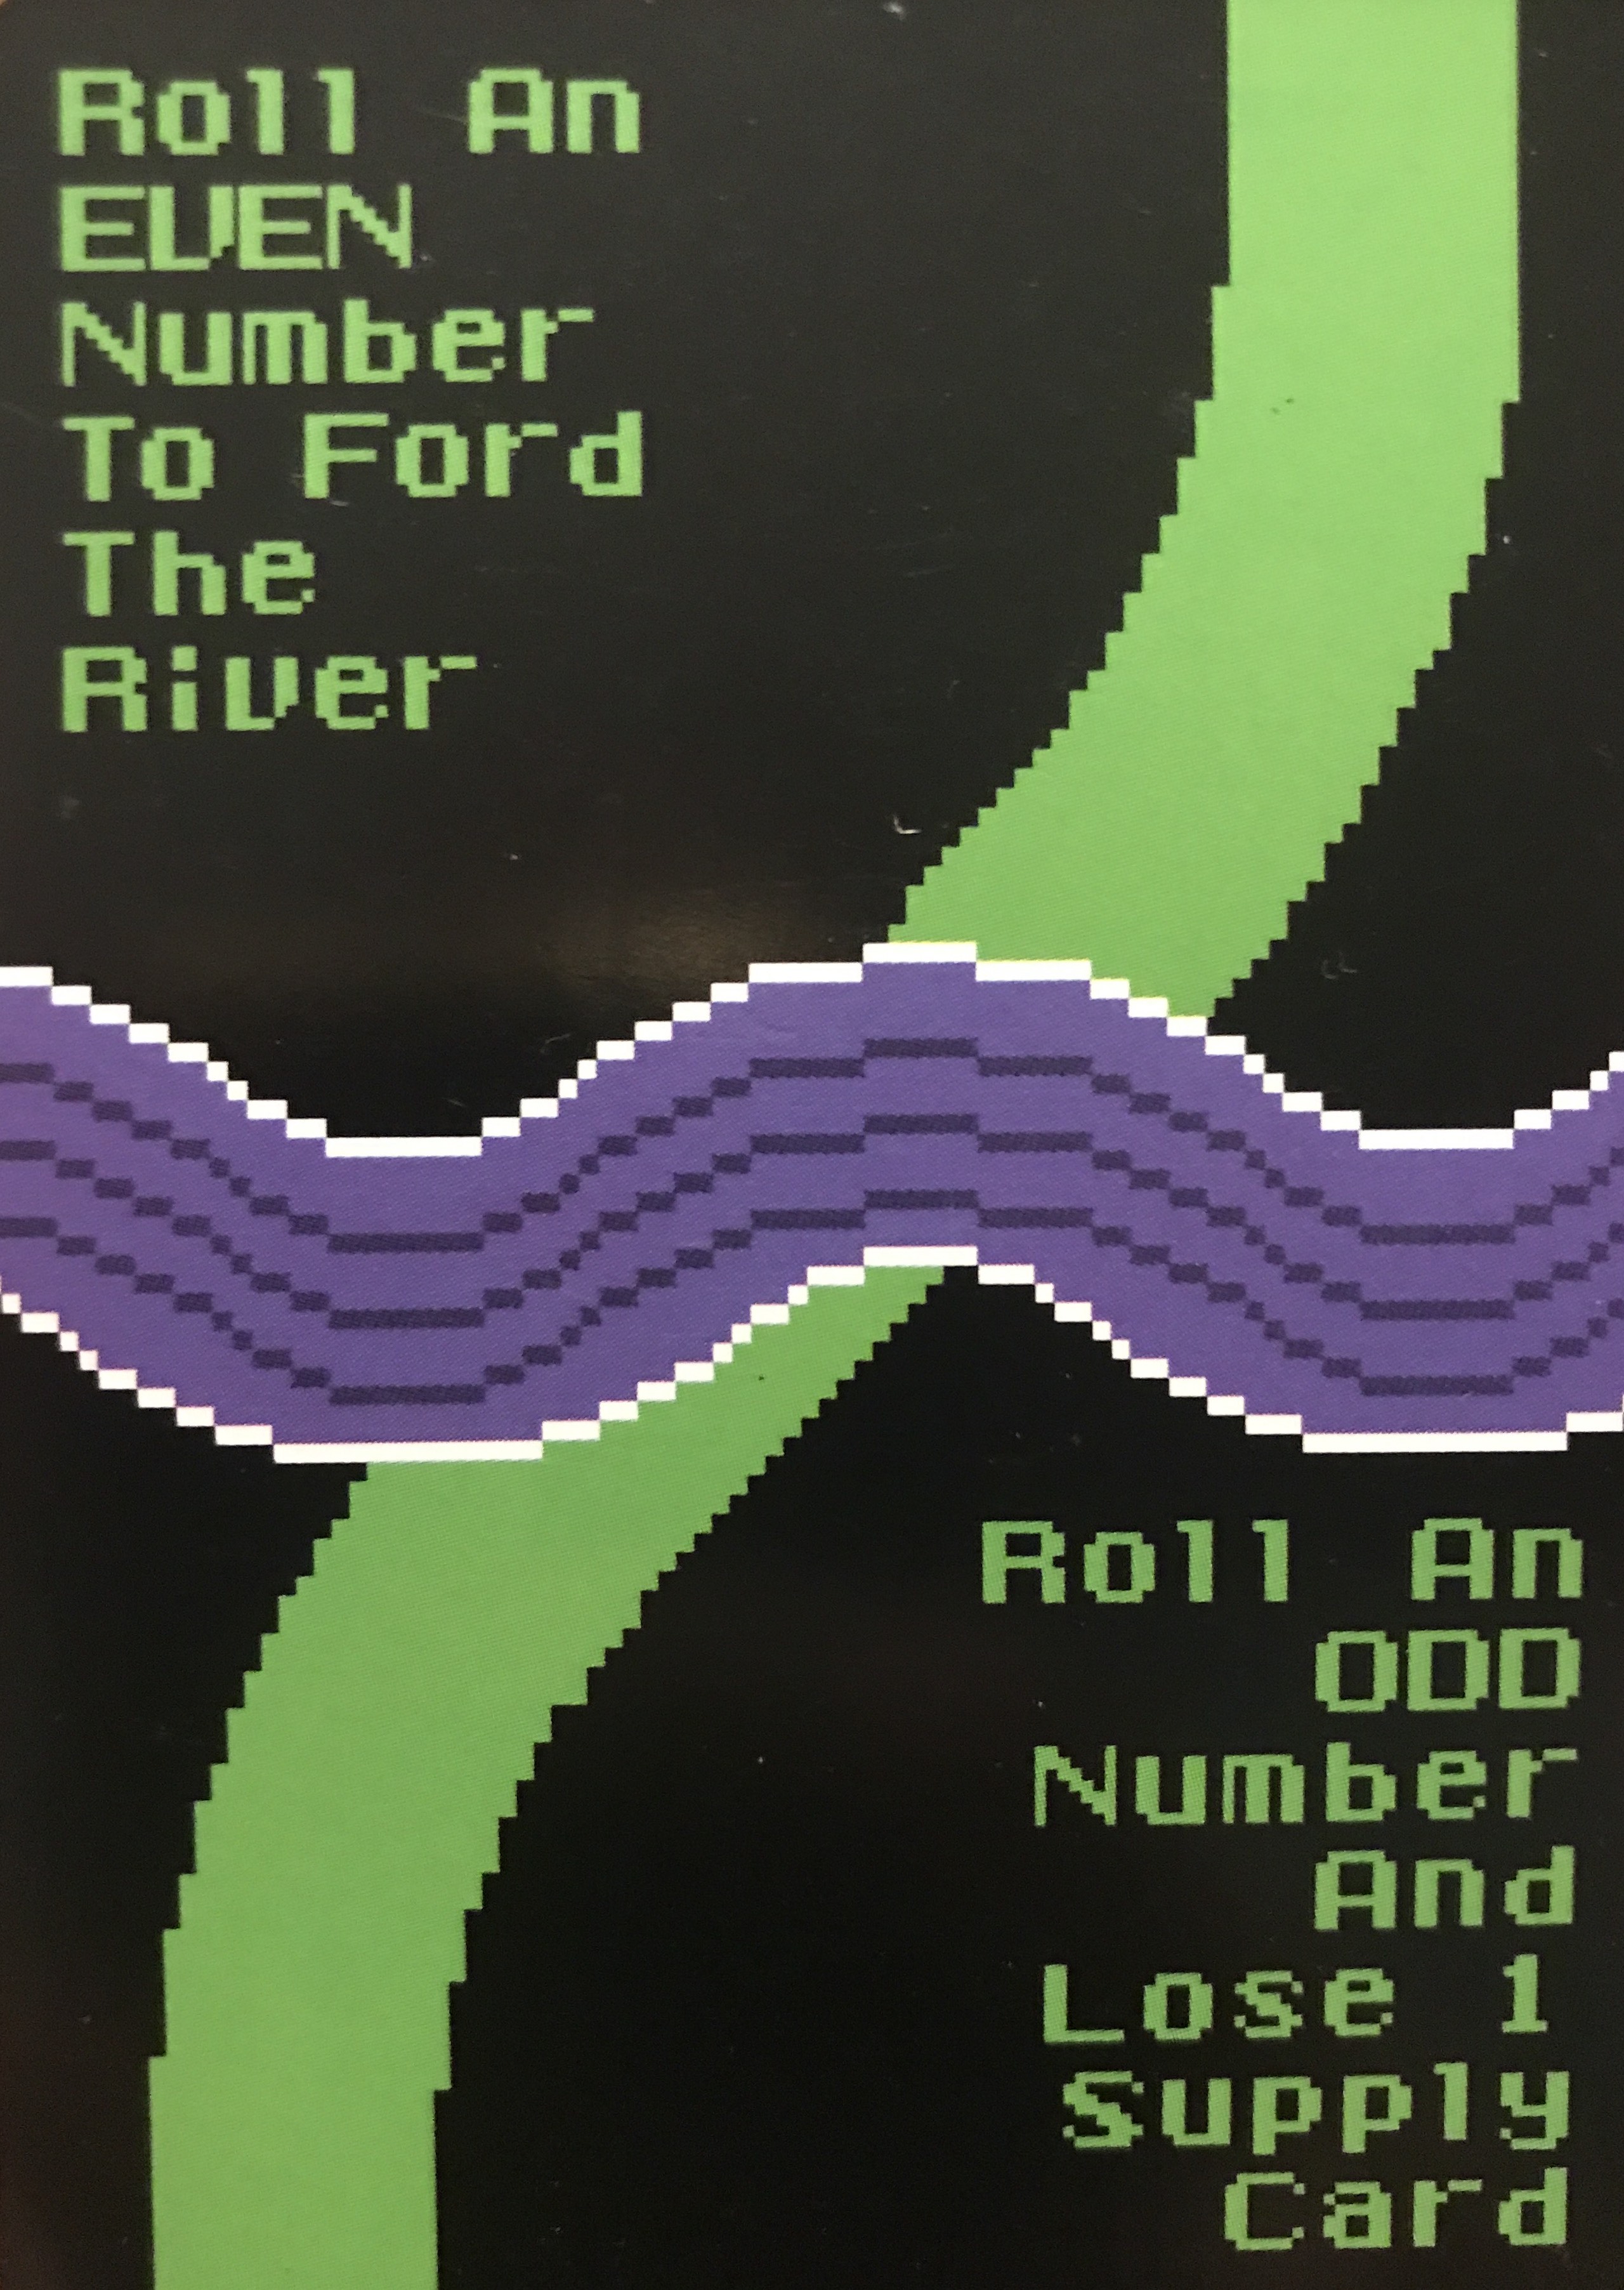 Roll An
EVEN
Number
To Ford
The
River
Roll An
ODD
Number
And
Lose 1
Supply
Card